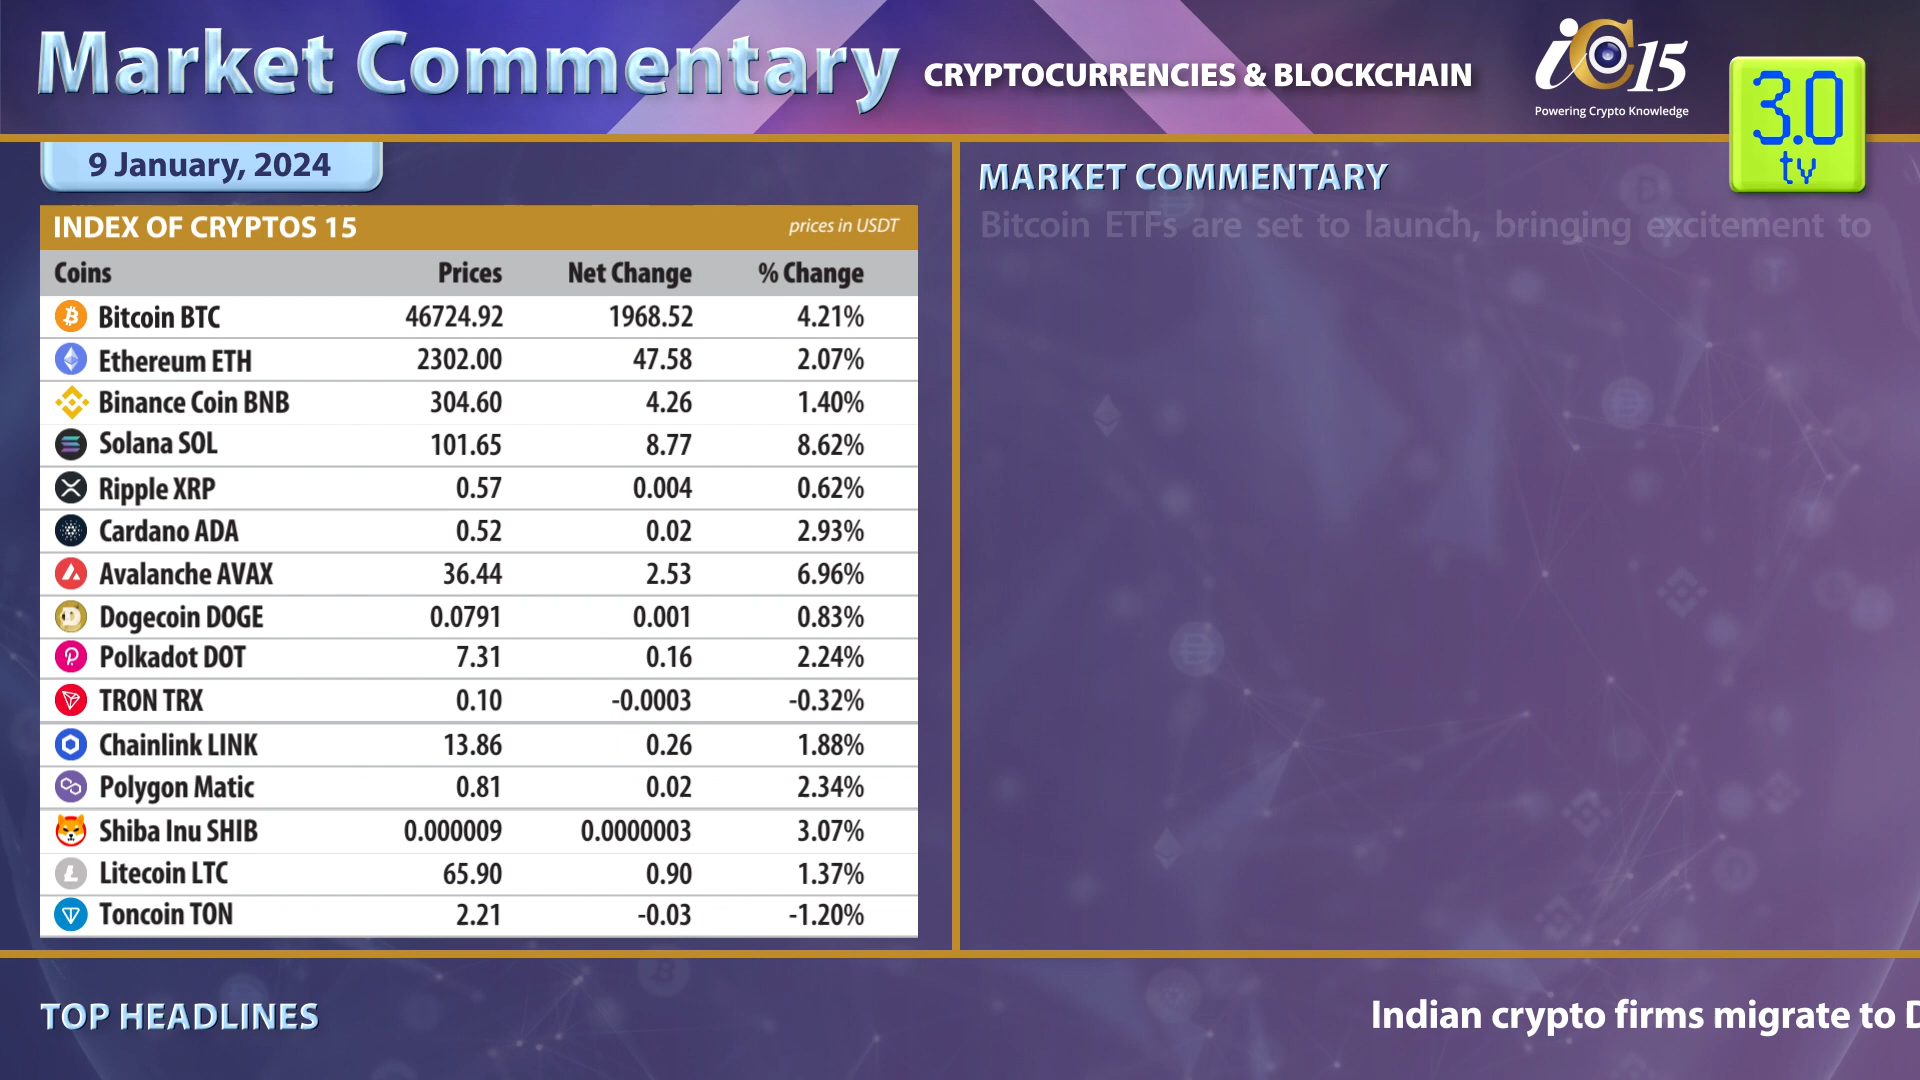 Market Commentary CRYPTOCURRENCIES & BLOCKCHAIN
iC15
Powering Crypto Knowledge
3.0
tv
9 January, 2024
INDEX OF CRYPTOS 15 prices in USDT
Coins Prices Net Change % Change
Bitcoin BTC 46724.92 1968.52 4.21%
Ethereum ETH 2302.00 47.58 2.07%
Binance Coin BNB 304.60 4.26 1.40%
Solana SOL 101.65 8.77 8.62%
Ripple XRP 0.57 0.004 0.62%
Cardano ADA 0.52 0.02 2.93%
Avalanche AVAX 36.44 2.53 6.96%
Dogecoin DOGE 0.0791 0.001 0.83%
Polkadot DOT 7.31 0.16 2.24%
TRON TRX 0.10 -0.0003 -0.32%
Chainlink LINK 13.86 0.26 1.88%
Polygon Matic 0.81 0.02 2.34%
Shiba Inu SHIB 0.000009 0.0000003 3.07%
Litecoin LTC 65.90 0.90 1.37%
Toncoin TON 2.21 -0.03 -1.20%
MARKET COMMENTARY
Bitcoin ETFs are set to launch, bringing excitement to
TOP HEADLINES
Indian crypto firms migrate to D